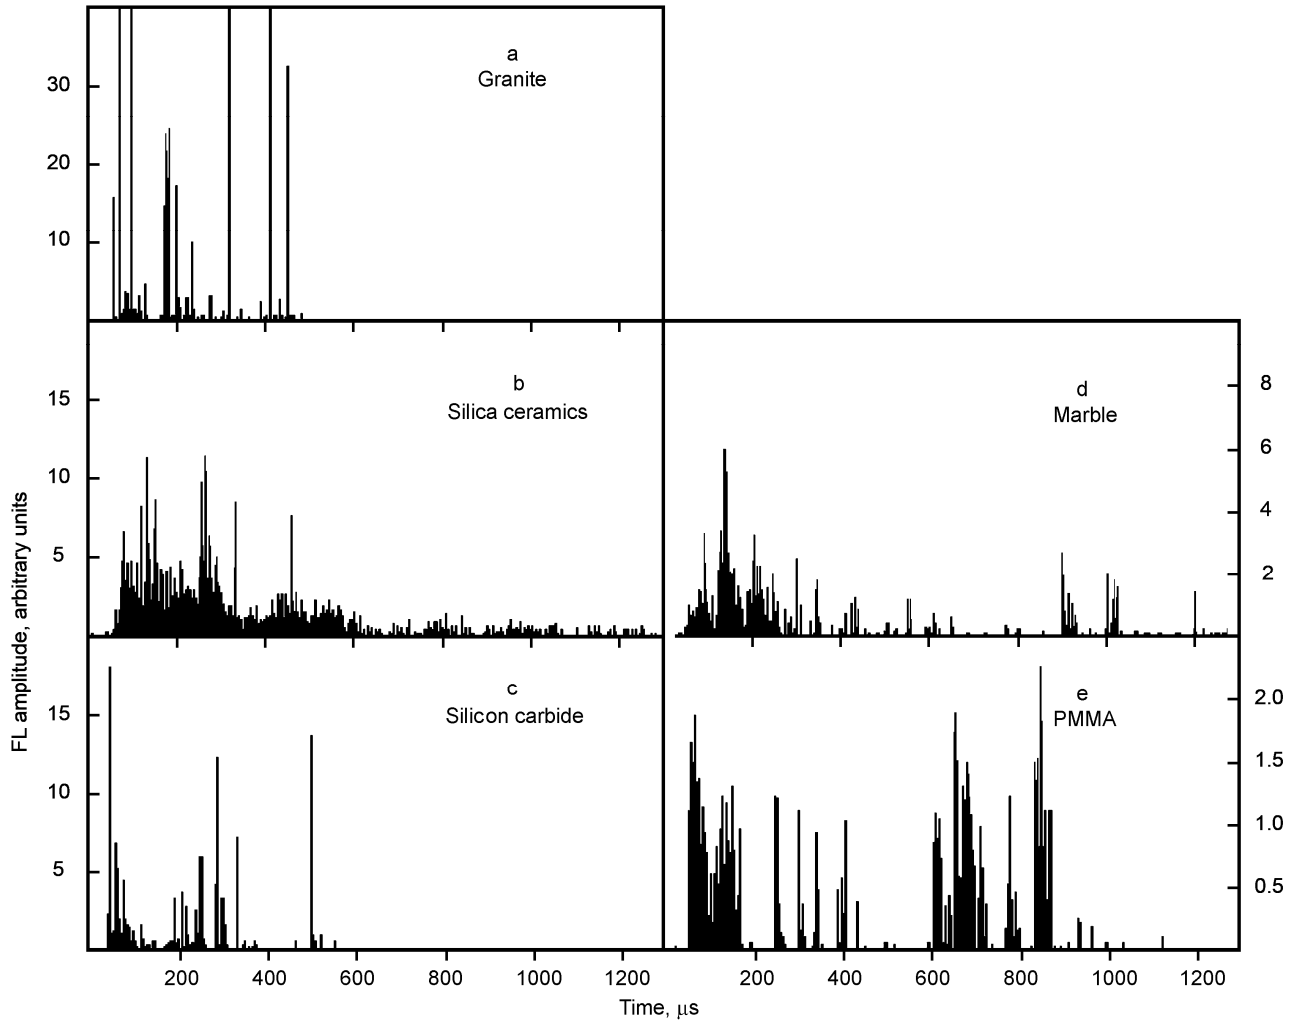 a
Granite
30
20
10
b
Silica ceramics
15
10
5
d
Marble
8
6
4
2
c
Silicon carbide
15
10
5
e
PMMA
2.0
1.5
1.0
0.5
FL amplitude, arbitrary units
200 400 600 800 1000 1200
200 400 600 800 1000 1200
Time, μs